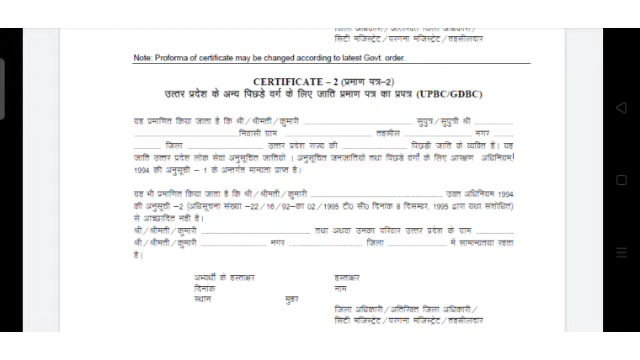 जिला अधिकारी/अतिरिक्त जिला अधिकारी/
सिटी मजिस्ट्रेट/परगना मजिस्ट्रेट/तहसीलदार
Note: Proforma of certificate may be changed according to latest Govt. order.
CERTIFICATE – 2 (प्रमाण पत्र–2)
उत्तर प्रदेश के अन्य पिछड़े वर्ग के लिए जाति प्रमाण पत्र का प्रपत्र (UPBC/GDBC)
यह प्रमाणित किया जाता है कि श्री/श्रीमती/कुमारी ........................ सुपुत्र/सुपुत्री श्री ............
........................निवासी ग्राम ........................ तहसील ............ नगर ............
............ जिला ............ उत्तर प्रदेश राज्य की ............ पिछड़ी जाति के व्यक्ति है। यह
जाति उत्तर प्रदेश लोक सेवा अनुसूचित जातियों । अनुसूचित जनजातियों तथा पिछड़े वर्गों के लिए आरक्षण अधिनियम
1994 की अनुसूची – 1 के अन्तर्गत मान्यता प्राप्त है।
यह भी प्रमाणित किया जाता है कि श्री/श्रीमती/कुमारी ........................ उक्त अधिनियम 1994
की अनुसूची –2 (अधिसूचना संख्या –22/16/92–का 02/1995 टी0 सी0 दिनांक 8 दिसम्बर, 1995 द्वारा यथा संशोधित)
से आच्छादित नही है।
श्री/श्रीमती/कुमारी ........................ तथा अथवा उनका परिवार उत्तर प्रदेश के ग्राम ............
श्री/श्रीमती/कुमारी ............ नगर ............ जिला ............ में सामान्यतया रहता
है।
अभ्यर्थी के हस्ताक्षर हस्ताक्षर
दिनांक नाम
स्थान मुहर
जिला अधिकारी/अतिरिक्त जिला अधिकारी/
सिटी मजिस्ट्रेट/परगना मजिस्ट्रेट/तहसीलदार